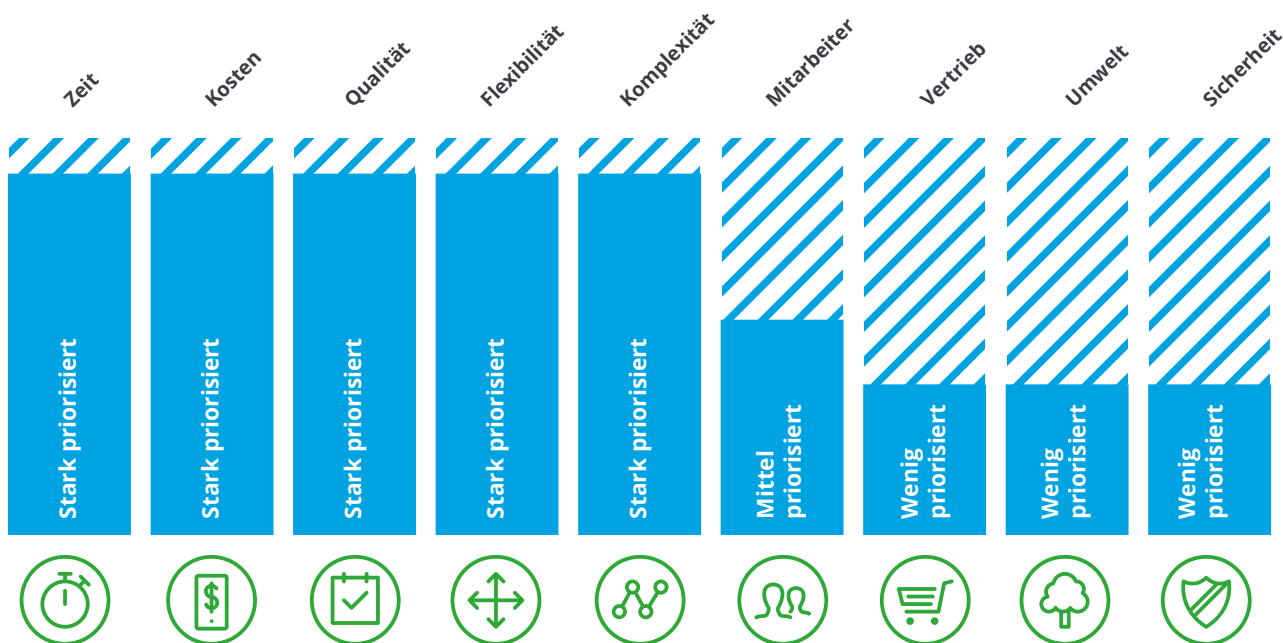 Zeit
Kosten
Qualität
Flexibilität
Komplexität
Mitarbeiter
Vertrieb
Umwelt
Sicherheit
Stark priorisiert
Stark priorisiert
Stark priorisiert
Stark priorisiert
Stark priorisiert
Mittel
priorisiert
Wenig
priorisiert
Wenig
priorisiert
Wenig
priorisiert
$